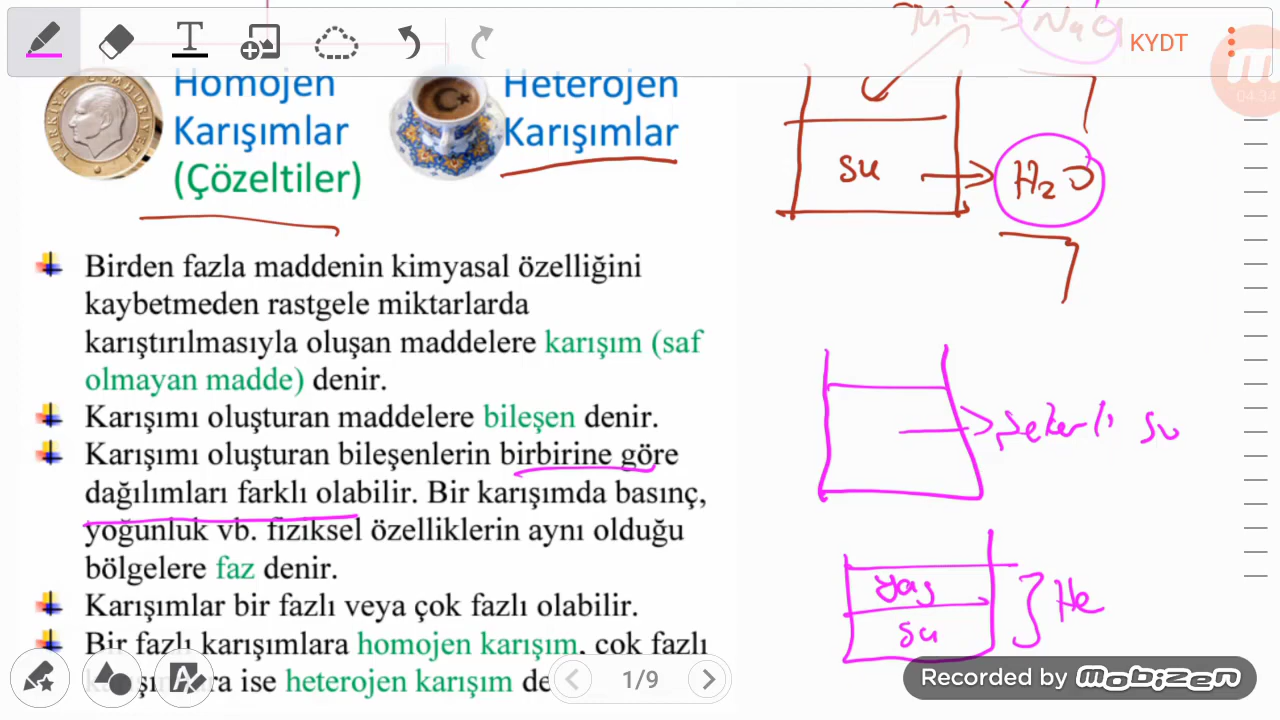 KYDT
04:34
NaCl
Homojen
Karışımlar
(Çözeltiler)
Heterojen
Karışımlar
su
H₂O
Birden fazla maddenin kimyasal özelliğini
kaybetmeden rastgele miktarlarda
karıştırılmasıyla oluşan maddelere karışım (saf
olmayan madde) denir.
Karışımı oluşturan maddelere bileşen denir.
Karışımı oluşturan bileşenlerin birbirine göre
dağılımları farklı olabilir. Bir karışımda basınç,
yoğunluk vb. fiziksel özelliklerin aynı olduğu
bölgelere faz denir.
Karışımlar bir fazlı veya çok fazlı olabilir.
Bir fazlı karışımlara homojen karışım, çok fazlı
ise heterojen karışım
şekerli su
yağ
su
He
1/9
Recorded by mobizen